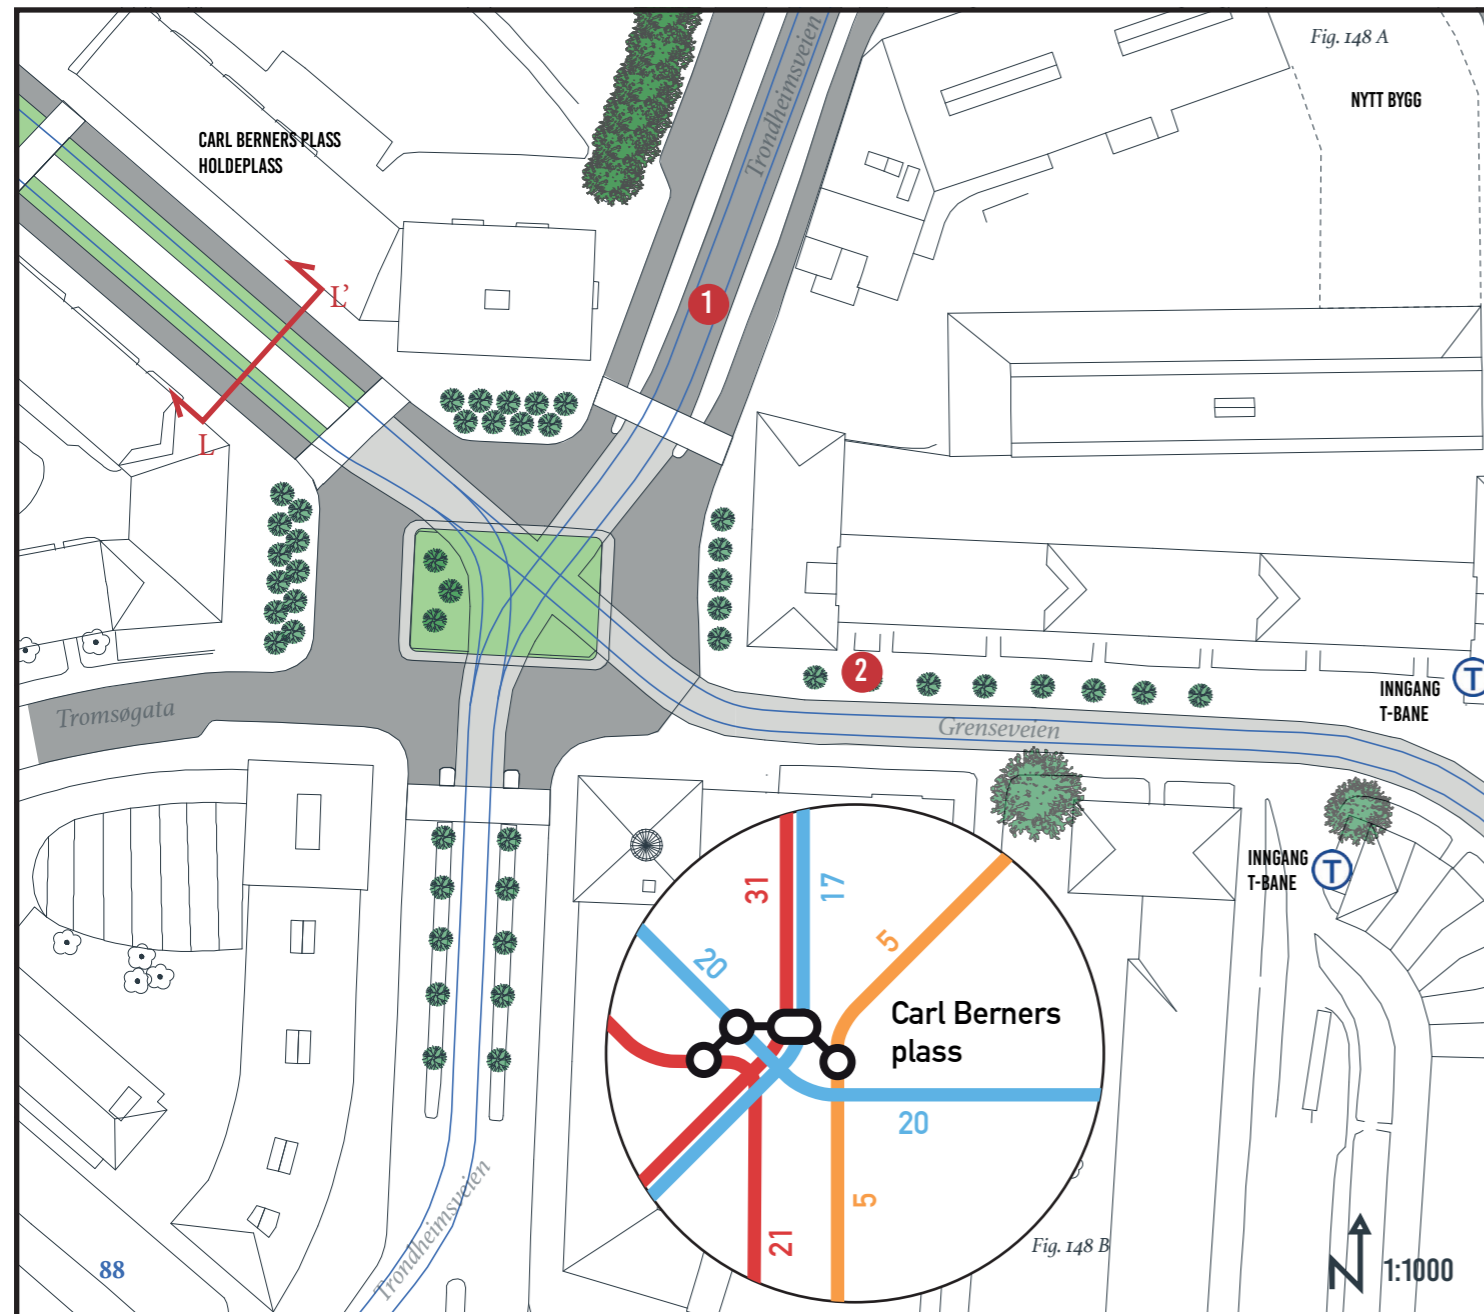 Fig. 148 A
Trondheimsveien
NYTT BYGG
CARL BERNERS PLASS
HOLDEPLASS
L'
1
L
2
T
INNGANG
T-BANE
Tromsøgata
Grenseveien
INNGANG
T-BANE
T
31
17
5
20
Carl Berners
plass
20
5
21
Trondheimsveien
Fig. 148 B
88
N
1:1000